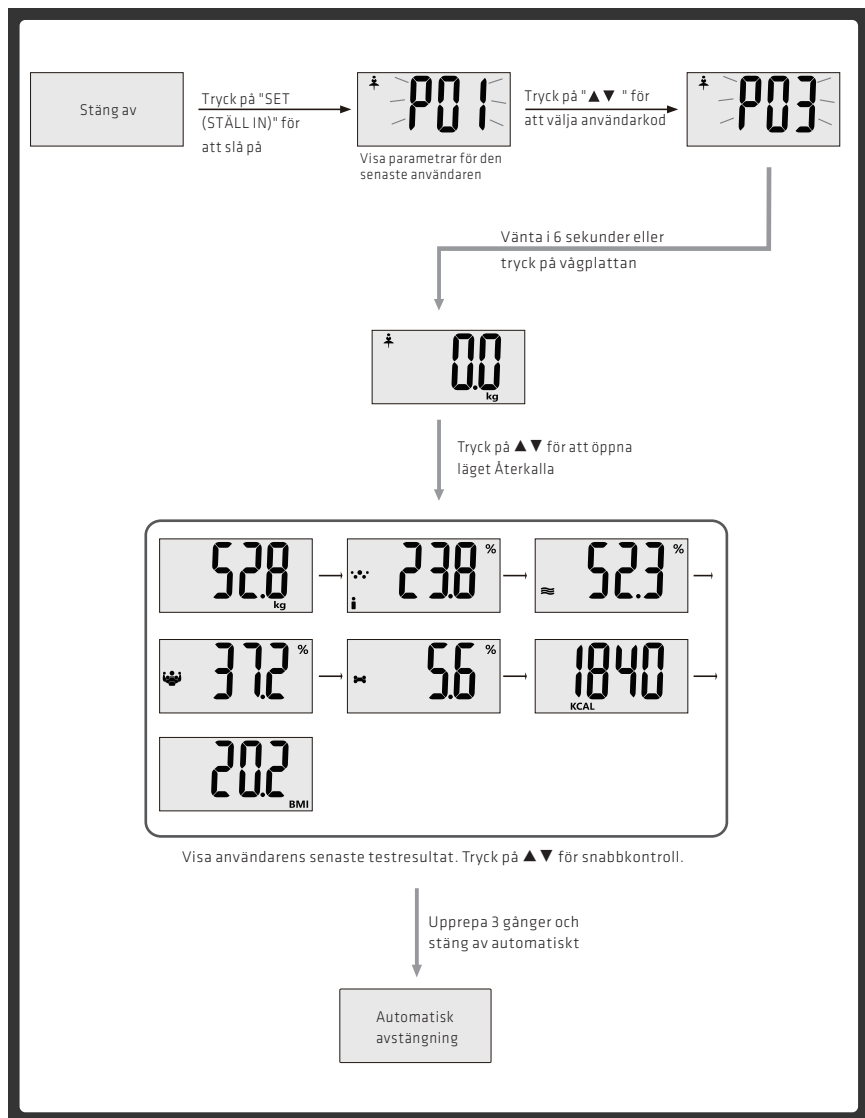 Stäng av
Tryck på "SET
(STÄLL IN)" för
att slå på
P01
Visa parametrar för den
senaste användaren
Tryck på "▲▼ " för
att välja användarkod
P03
Vänta i 6 sekunder eller
tryck på vågplattan
0.0
kg
Tryck på ▲▼ för att öppna
läget Återkalla
52.8
kg
23.8 %
52.3 %
37.2 %
5.6 %
1840
KCAL
20.2
BMI
Visa användarens senaste testresultat. Tryck på ▲▼ för snabbkontroll.
Upprepa 3 gånger och
stäng av automatiskt
Automatisk
avstängning